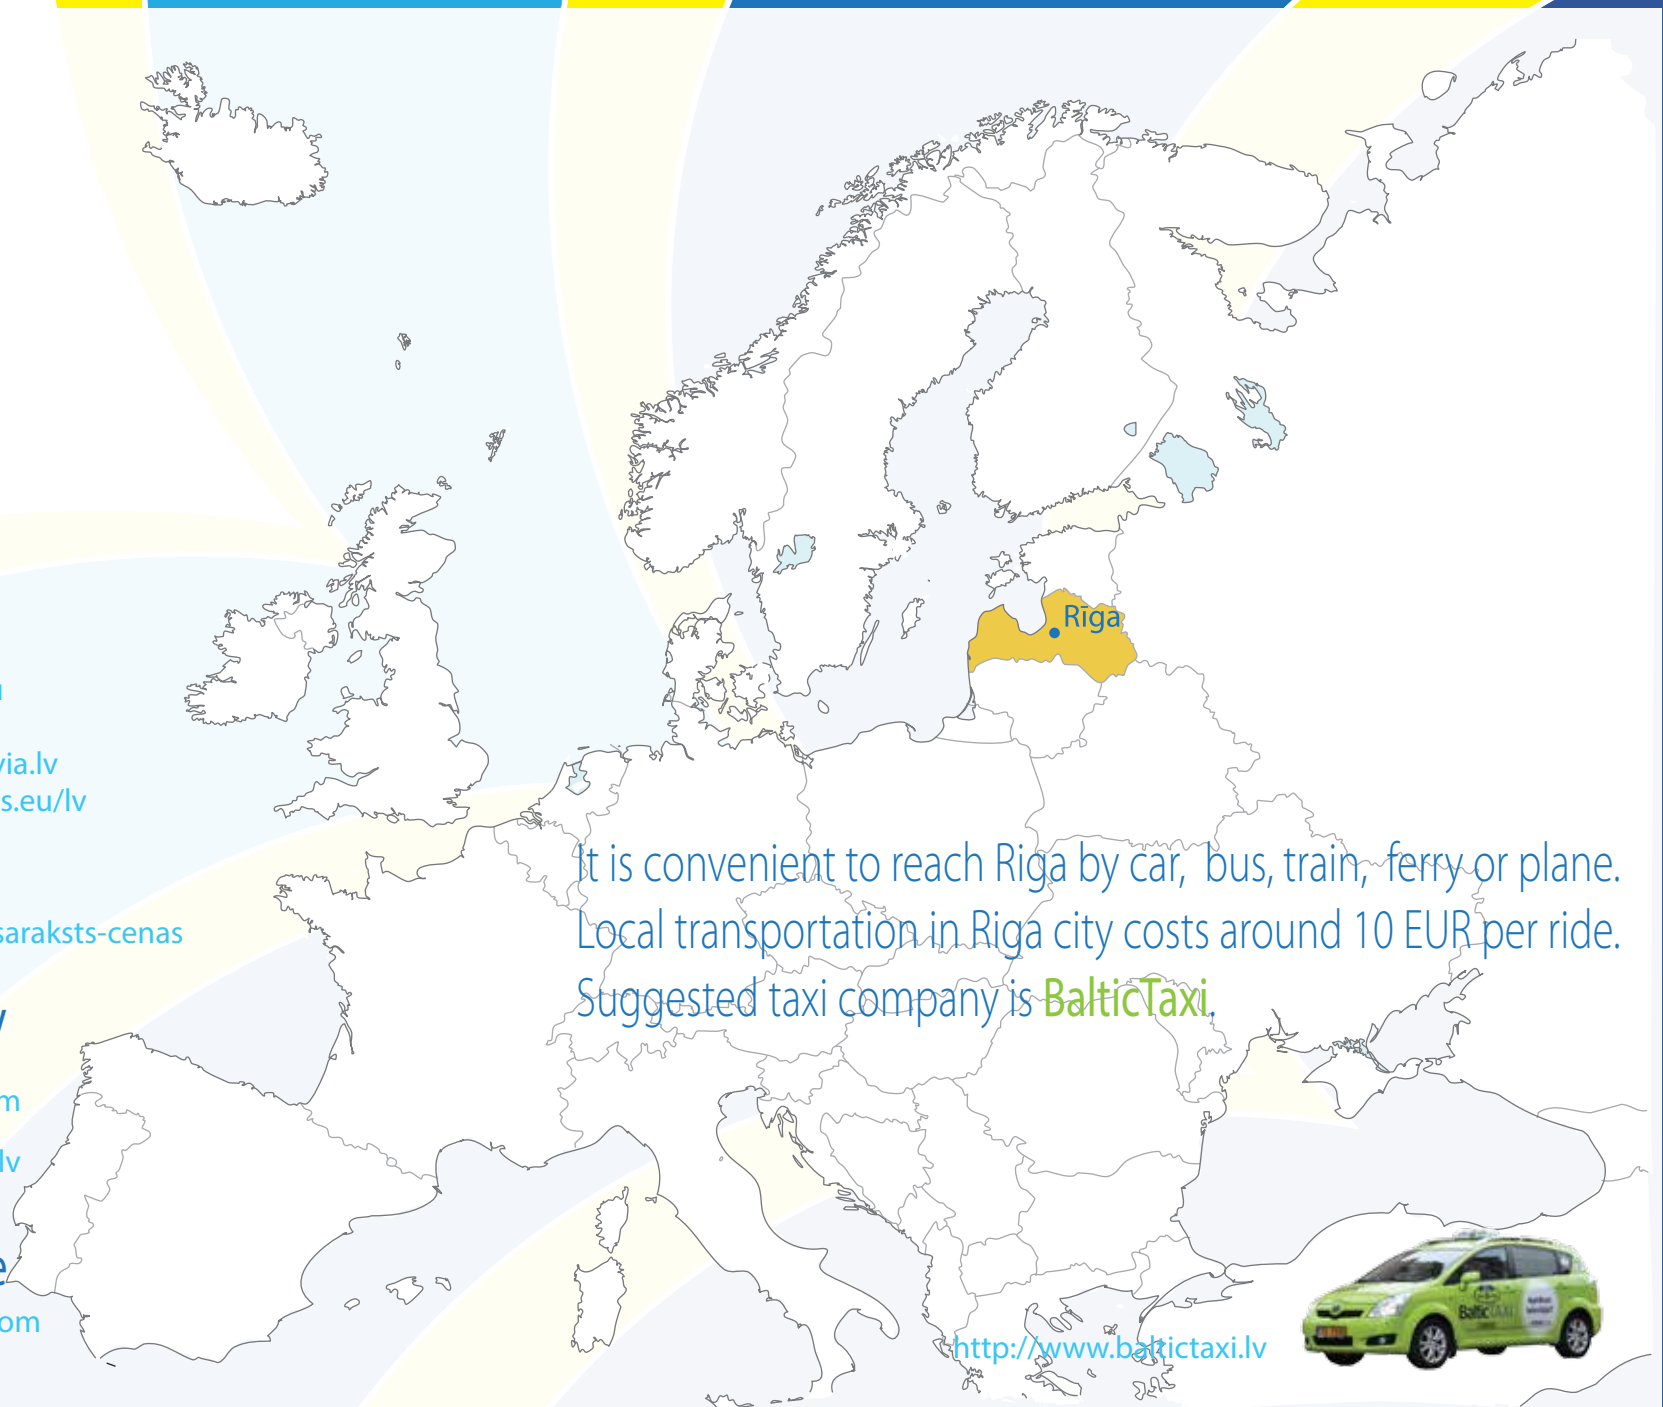 Rīga
via.lv
s.eu/lv
It is convenient to reach Riga by car, bus, train, ferry or plane.
saraksts-cenas
Local transportation in Riga city costs around 10 EUR per ride.
Suggested taxi company is BalticTaxi.
m
lv
e
om
http://www.baltictaxi.lv
BalticTAXI